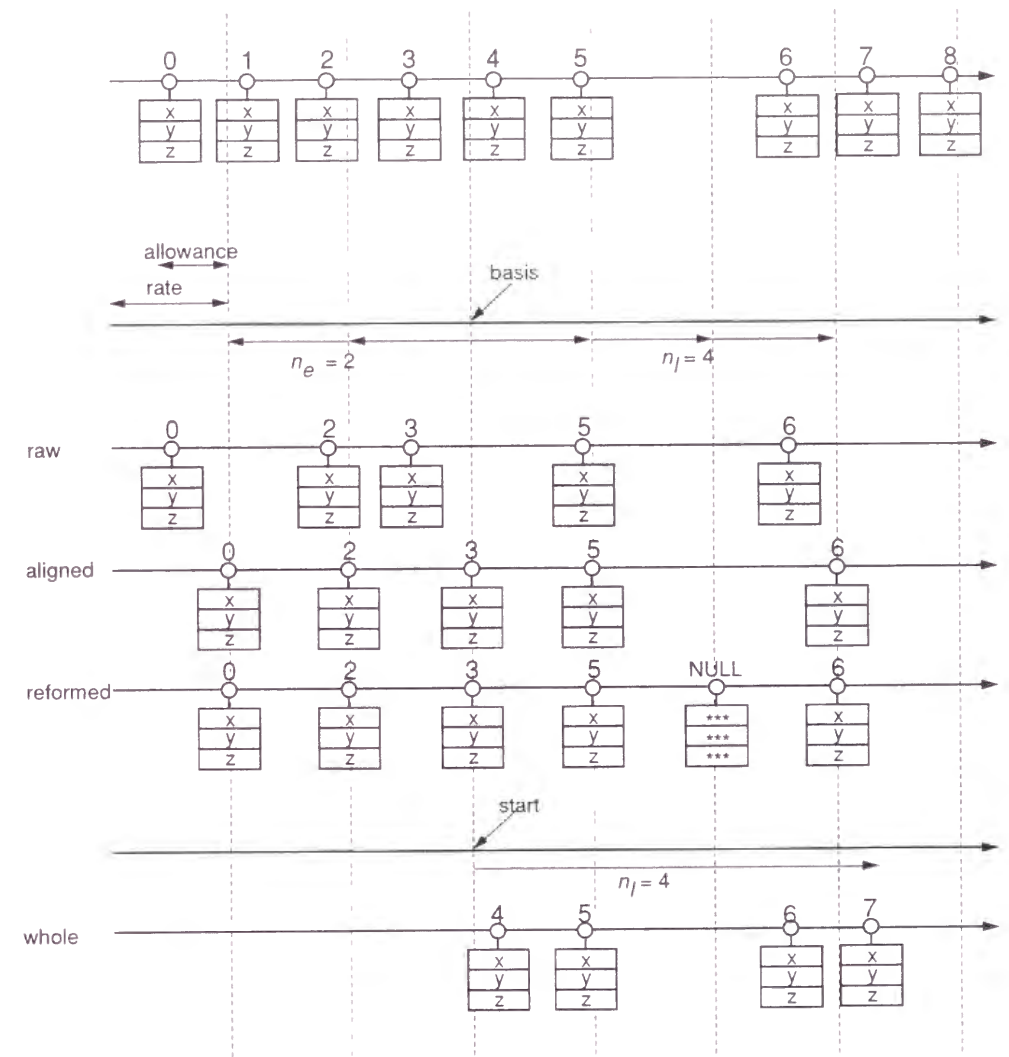 0 1 2 3 4 5 6 7 8
x x x x x x x x x
y y y y y y y y y
z z z z z z z z z
allowance
rate
basis
n_e = 2
n_l = 4
0 2 3 5 6
raw
x x x x x
y y y y y
z z z z z
0 2 3 5 6
aligned
x x x x x
y y y y y
z z z z z
0 2 3 5 NULL 6
reformed
x x x x *** x
y y y y *** y
z z z z *** z
start
n_l = 4
4 5 6 7
whole
x x x x
y y y y
z z z z